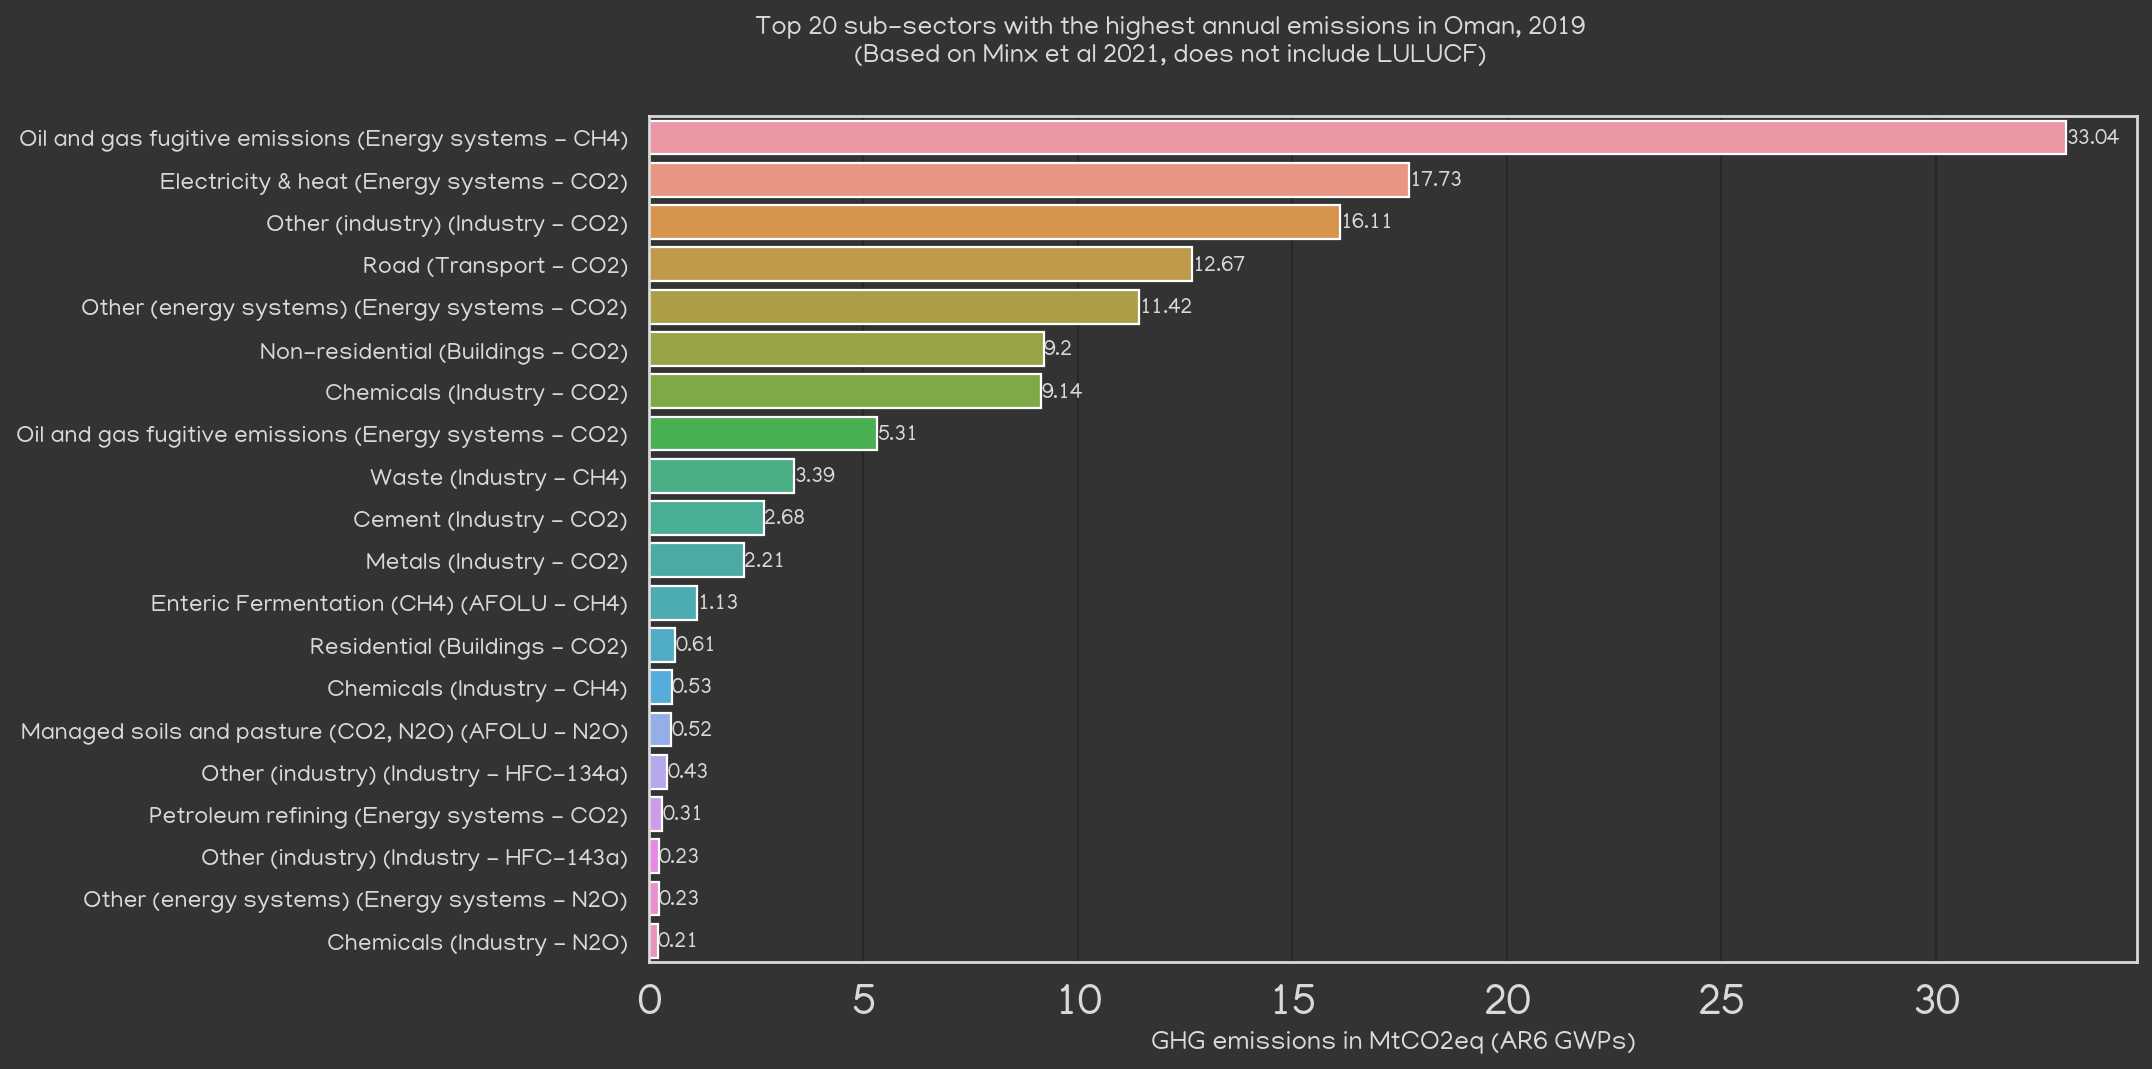 Top 20 sub-sectors with the highest annual emissions in Oman, 2019
(Based on Minx et al 2021, does not include LULUCF)
Oil and gas fugitive emissions (Energy systems - CH4) 33.04
Electricity & heat (Energy systems - CO2) 17.73
Other (industry) (Industry - CO2) 16.11
Road (Transport - CO2) 12.67
Other (energy systems) (Energy systems - CO2) 11.42
Non-residential (Buildings - CO2) 9.2
Chemicals (Industry - CO2) 9.14
Oil and gas fugitive emissions (Energy systems - CO2) 5.31
Waste (Industry - CH4) 3.39
Cement (Industry - CO2) 2.68
Metals (Industry - CO2) 2.21
Enteric Fermentation (CH4) (AFOLU - CH4) 1.13
Residential (Buildings - CO2) 0.61
Chemicals (Industry - CH4) 0.53
Managed soils and pasture (CO2, N2O) (AFOLU - N2O) 0.52
Other (industry) (Industry - HFC-134a) 0.43
Petroleum refining (Energy systems - CO2) 0.31
Other (industry) (Industry - HFC-143a) 0.23
Other (energy systems) (Energy systems - N2O) 0.23
Chemicals (Industry - N2O) 0.21
0 5 10 15 20 25 30
GHG emissions in MtCO2eq (AR6 GWPs)